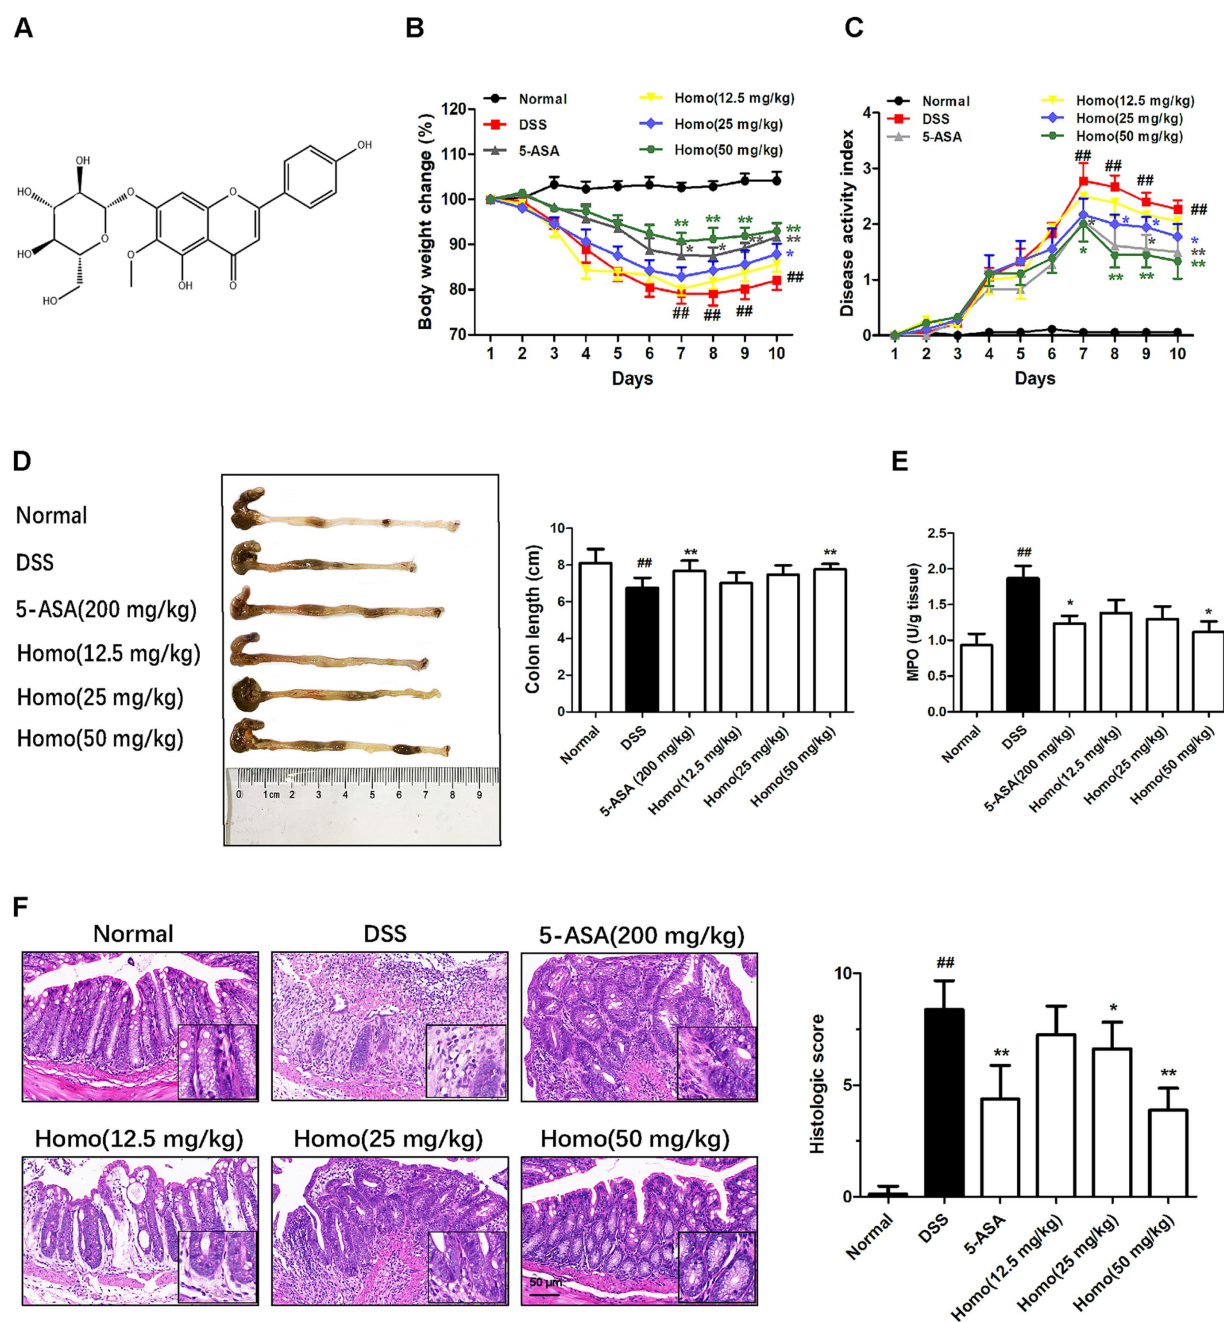 A
OH
OH
HO
O
O
O
HO
O
O
OH
O
HO
B
Normal
DSS
5-ASA
Homo(12.5 mg/kg)
Homo(25 mg/kg)
Homo(50 mg/kg)
Body weight change (%)
120
110
100
90
80
70
** ** ** **
* * ** **
*
## ## ## ##
1 2 3 4 5 6 7 8 9 10
Days
C
Normal
DSS
5-ASA
Homo(12.5 mg/kg)
Homo(25 mg/kg)
Homo(50 mg/kg)
Disease activity index
4
3
2
1
0
## ## ## ##
* * *
* * **
* ** ** **
1 2 3 4 5 6 7 8 9 10
Days
D
Normal
DSS
5-ASA(200 mg/kg)
Homo(12.5 mg/kg)
Homo(25 mg/kg)
Homo(50 mg/kg)
0 1cm 2 3 4 5 6 7 8 9
Colon length (cm)
10
8
6
4
2
0
## ** **
Normal
DSS
5-ASA (200 mg/kg)
Homo(12.5 mg/kg)
Homo(25 mg/kg)
Homo(50 mg/kg)
E
MPO (U/g tissue)
2.5
2.0
1.5
1.0
0.5
0.0
## * *
Normal
DSS
5-ASA(200 mg/kg)
Homo(12.5 mg/kg)
Homo(25 mg/kg)
Homo(50 mg/kg)
F
Normal
DSS
5-ASA(200 mg/kg)
Homo(12.5 mg/kg)
Homo(25 mg/kg)
Homo(50 mg/kg)
50 µm
Histologic score
10
5
0
## ** * **
Normal
DSS
5-ASA
Homo(12.5 mg/kg)
Homo(25 mg/kg)
Homo(50 mg/kg)